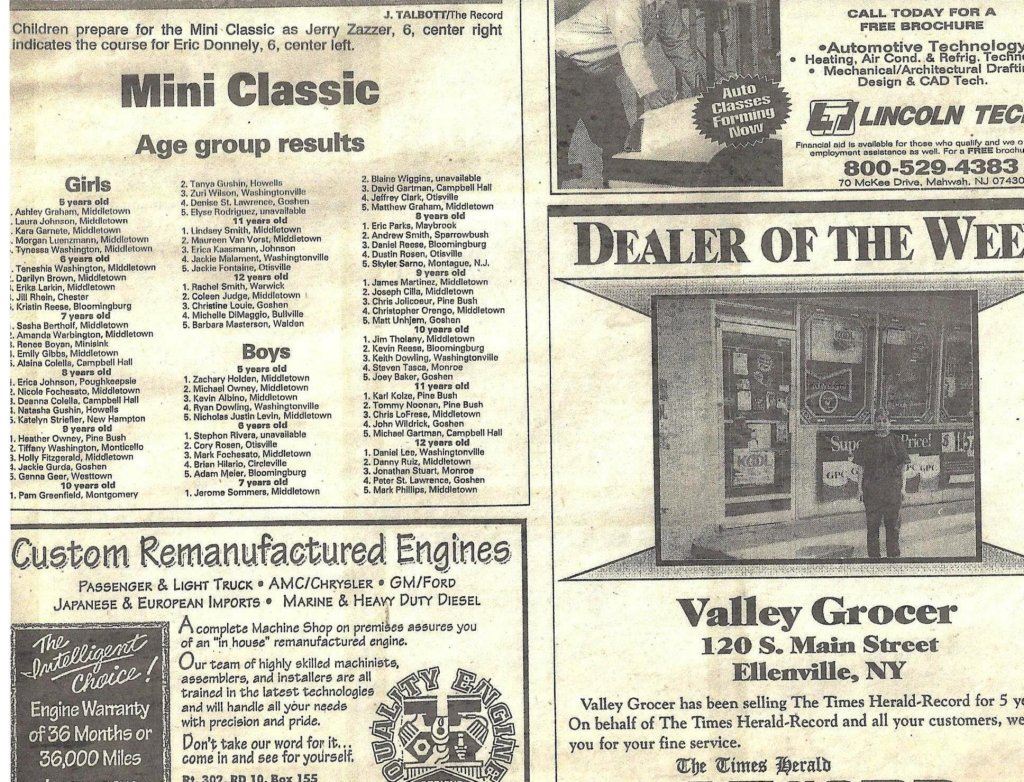 J. TALBOTT/The Record
Children prepare for the Mini Classic as Jerry Zazzer, 6, center right
indicates the course for Eric Donnely, 6, center left.
Mini Classic
Age group results
Girls
5 years old
Ashley Graham, Middletown
Laura Johnson, Middletown
Kara Garnete, Middletown
Morgan Luenzmann, Middletown
Tynessa Washington, Middletown
6 years old
Teneshia Washington, Middletown
Darilyn Brown, Middletown
Erika Larkin, Middletown
Jill Rhein, Chester
Kristin Reese, Bloomingburg
7 years old
Sasha Bertholf, Middletown
Amanda Warbington, Middletown
Renee Boyan, Minisink
Emily Gibbs, Middletown
Alaina Colella, Campbell Hall
8 years old
Erica Johnson, Poughkeepsie
Nicole Fochesato, Middletown
Deanna Colella, Campbell Hall
Natasha Gushin, Howells
Katelyn Striefler, New Hampton
9 years old
1. Heather Owney, Pine Bush
2. Tiffany Washington, Monticello
3. Holly Fitzgerald, Middletown
4. Jackie Gurda, Goshen
5. Genna Geer, Westtown
10 years old
1. Pam Greenfield, Montgomery
2. Tanya Gushin, Howells
3. Zuri Wilson, Washingtonville
4. Denise St. Lawrence, Goshen
5. Elyse Rodriguez, unavailable
11 years old
1. Lindsey Smith, Middletown
2. Maureen Van Vorst, Middletown
3. Erica Kaasmann, Johnson
4. Jackie Malament, Washingtonville
5. Jackie Fontaine, Otisville
12 years old
1. Rachel Smith, Warwick
2. Coleen Judge, Middletown
3. Christine Louie, Goshen
4. Michelle DiMaggio, Bullville
5. Barbara Masterson, Walden
Boys
5 years old
1. Zachary Holden, Middletown
2. Michael Owney, Middletown
3. Kevin Albino, Middletown
4. Ryan Dowling, Washingtonville
5. Nicholas Justin Levin, Middletown
6 years old
1. Stephon Rivera, unavailable
2. Cory Rosen, Otisville
3. Mark Fochesato, Middletown
4. Brian Hilario, Circleville
5. Adam Meier, Bloomingburg
7 years old
1. Jerome Sommers, Middletown
2. Blaine Wiggins, unavailable
3. David Gartman, Campbell Hall
4. Jeffrey Clark, Otisville
5. Matthew Graham, Middletown
8 years old
1. Eric Parks, Maybrook
2. Andrew Smith, Sparrowbush
3. Daniel Reese, Bloomingburg
4. Dustin Rosen, Otisville
5. Skyler Sarno, Montague, N.J.
9 years old
1. James Martinez, Middletown
2. Joseph Cilla, Middletown
3. Chris Jolicoeur, Pine Bush
4. Christopher Orengo, Middletown
5. Matt Unhjem, Goshen
10 years old
1. Jim Tholany, Middletown
2. Kevin Reese, Bloomingburg
3. Keith Dowling, Washingtonville
4. Steven Tasca, Monroe
5. Joey Baker, Goshen
11 years old
1. Karl Kolze, Pine Bush
2. Tommy Noonan, Pine Bush
3. Chris LoFrese, Middletown
4. John Wildrick, Goshen
5. Michael Gartman, Campbell Hall
12 years old
1. Daniel Lee, Washingtonville
2. Danny Ruiz, Middletown
3. Jonathan Stuart, Monroe
4. Peter St. Lawrence, Goshen
5. Mark Phillips, Middletown
Custom Remanufactured Engines
PASSENGER & LIGHT TRUCK • AMC/CHRYSLER • GM/FORD
JAPANESE & EUROPEAN IMPORTS • MARINE & HEAVY DUTY DIESEL
The
Intelligent
Choice!
Engine Warranty
of 36 Months or
36,000 Miles
A complete Machine Shop on premises assures you
of an "in house" remanufactured engine.
Our team of highly skilled machinists,
assemblers, and installers are all
trained in the latest technologies
and will handle all your needs
with precision and pride.
Don't take our word for it...
come in and see for yourself.
Rt. 302, RD 10, Box 155
QUALITY ENGINE
Auto
Classes
Forming
Now
CALL TODAY FOR A
FREE BROCHURE
•Automotive Technology
• Heating, Air Cond. & Refrig. Techn
• Mechanical/Architectural Drafti
Design & CAD Tech.
LINCOLN TEC
Financial aid is available for those who qualify and we o
employment assistance as well. For a FREE brochu
800-529-4383
70 McKee Drive, Mahwah, NJ 07430
DEALER OF THE WEE
KOOL
Price!
GPC
Valley Grocer
120 S. Main Street
Ellenville, NY
Valley Grocer has been selling The Times Herald-Record for 5 ye
On behalf of The Times Herald-Record and all your customers, we
you for your fine service.
The Times Herald